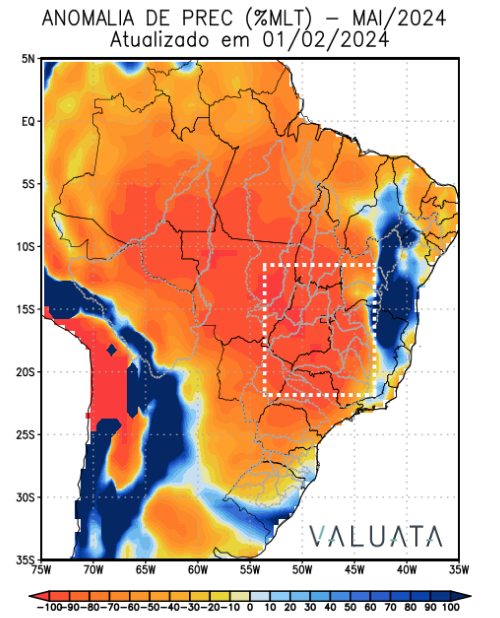 ANOMALIA DE PREC (%MLT) – MAI/2024
Atualizado em 01/02/2024
5N
EQ
5S
10S
15S
20S
25S
30S
35S
VALUATA
75W 70W 65W 60W 55W 50W 45W 40W 35W
-100 -90 -80 -70 -60 -50 -40 -30 -20 -10 0 10 20 30 40 50 60 70 80 90 100